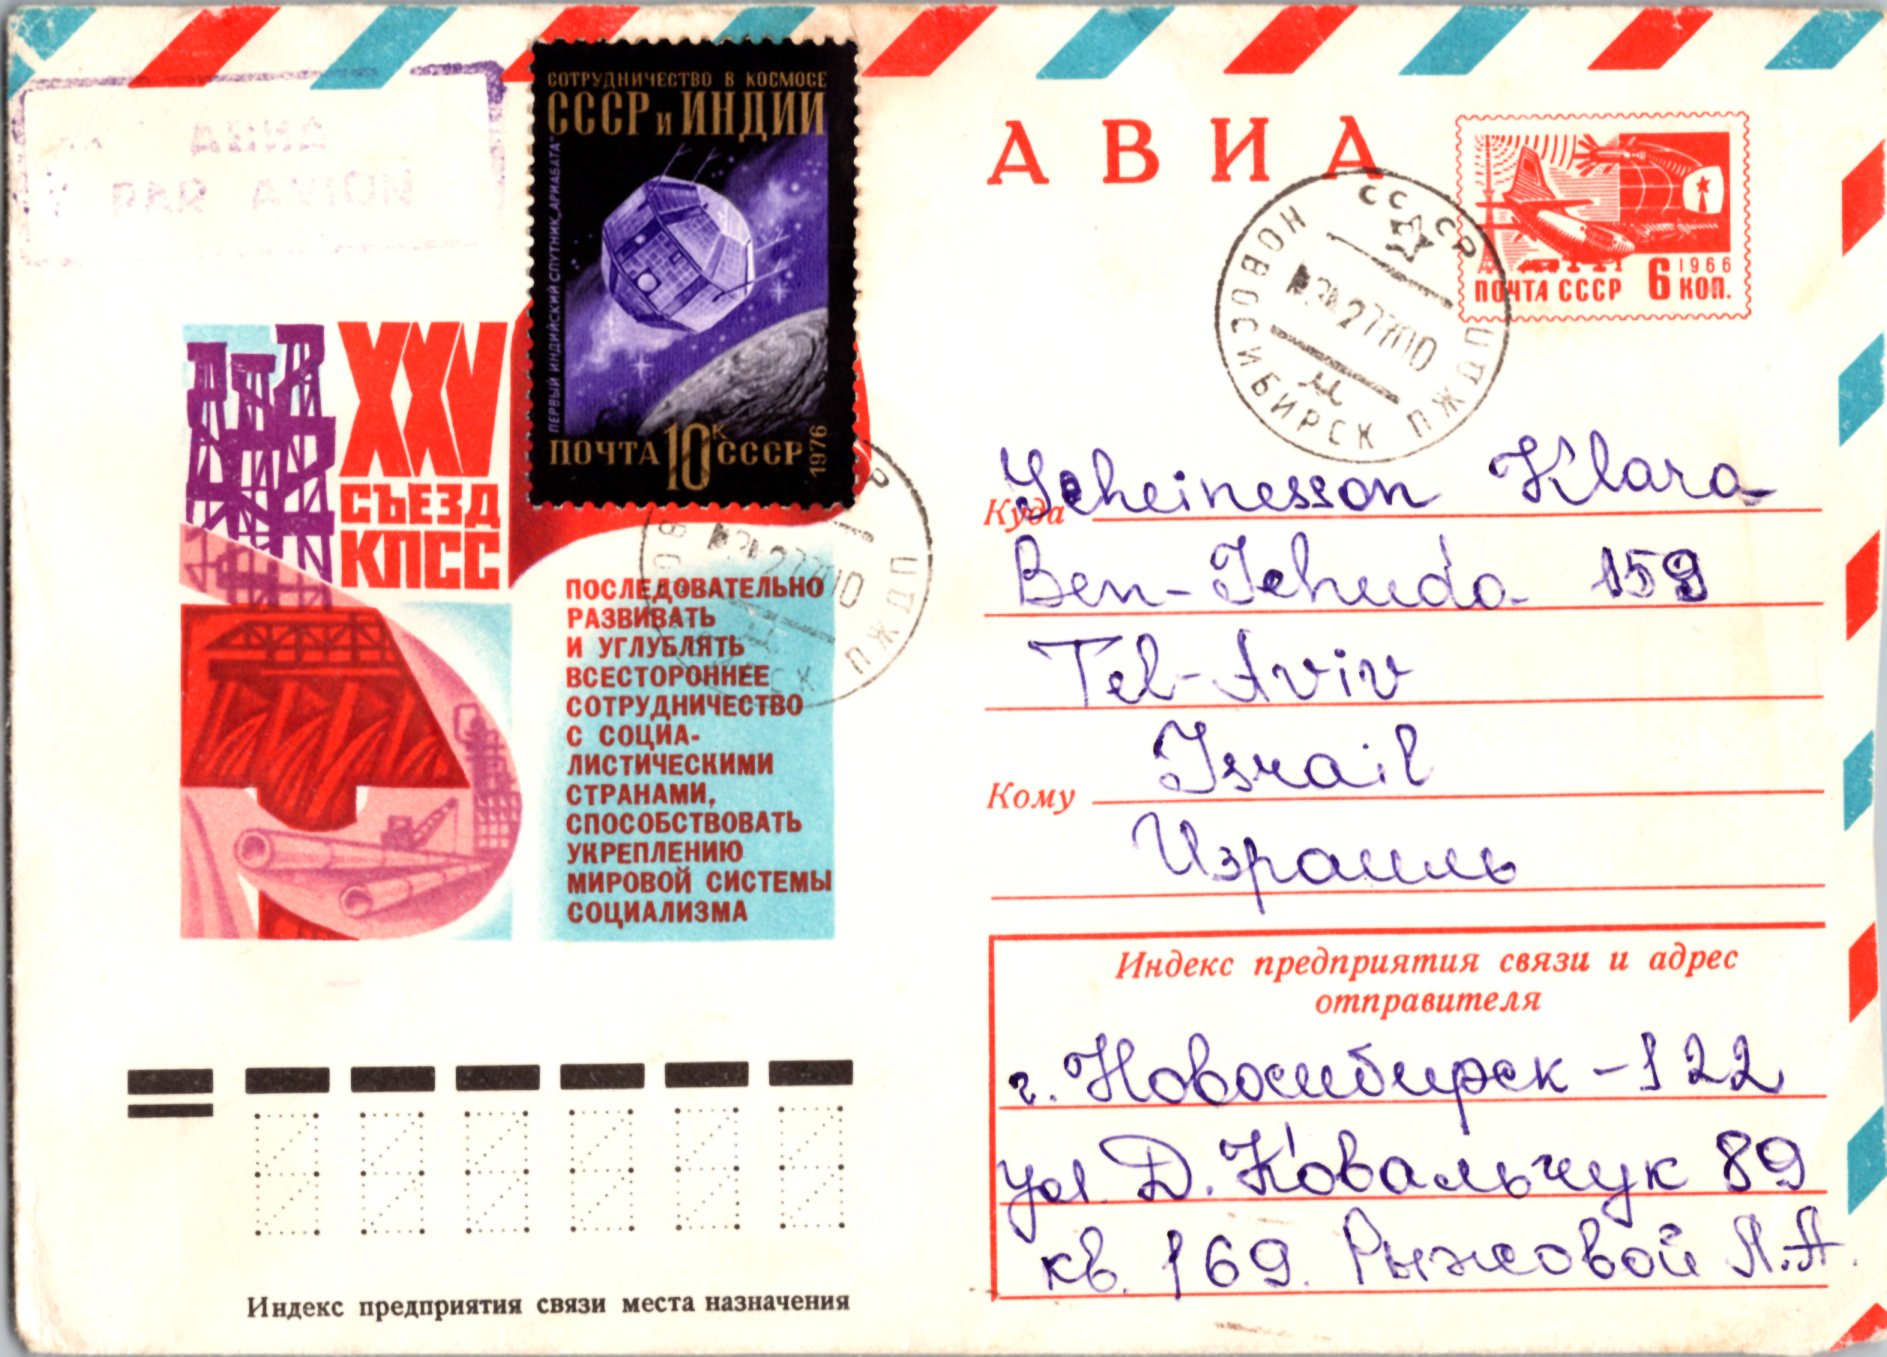 АВИА
СОТРУДНИЧЕСТВО В КОСМОСЕ
СССР и ИНДИИ
ПЕРВЫЙ ИНДИЙСКИЙ СПУТНИК „АРИАБАТА“
ПОЧТА 10к СССР
1976
1966
ПОЧТА СССР 6 КОП.
СССР
НОВОСИБИРСК ПЖДП
XXV
СЪЕЗД
КПСС
ПОСЛЕДОВАТЕЛЬНО
РАЗВИВАТЬ
И УГЛУБЛЯТЬ
ВСЕСТОРОННЕЕ
СОТРУДНИЧЕСТВО
С СОЦИА-
ЛИСТИЧЕСКИМИ
СТРАНАМИ,
СПОСОБСТВОВАТЬ
УКРЕПЛЕНИЮ
МИРОВОЙ СИСТЕМЫ
СОЦИАЛИЗМА
Куда Scheinesson Klara
Ben-Jehuda 159
Tel-Aviv
Israil
Кому
Израиль
Индекс предприятия связи и адрес
отправителя
г. Новосибирск-122
ул. Д. Ковальчук 89
кв. 169. Рыжовой Л.А.
Индекс предприятия связи места назначения